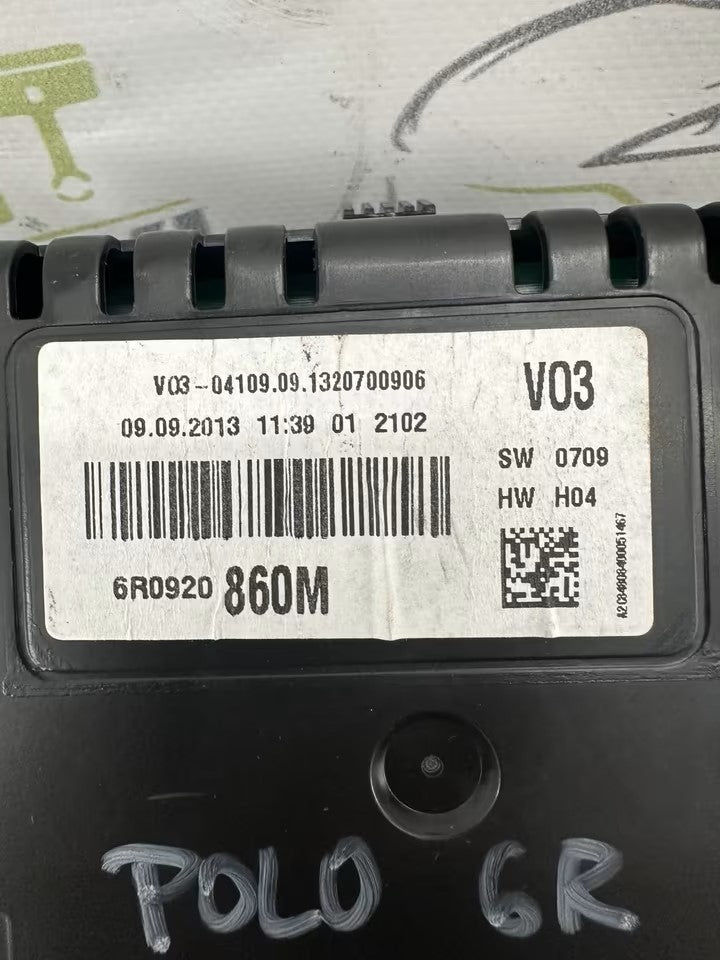 V03-04109.09.1320700906
V03
09.09.2013 11:39 01 2102
SW 0709
HW H04
6R0920 860M
A2C34808400051467
POLO 6R